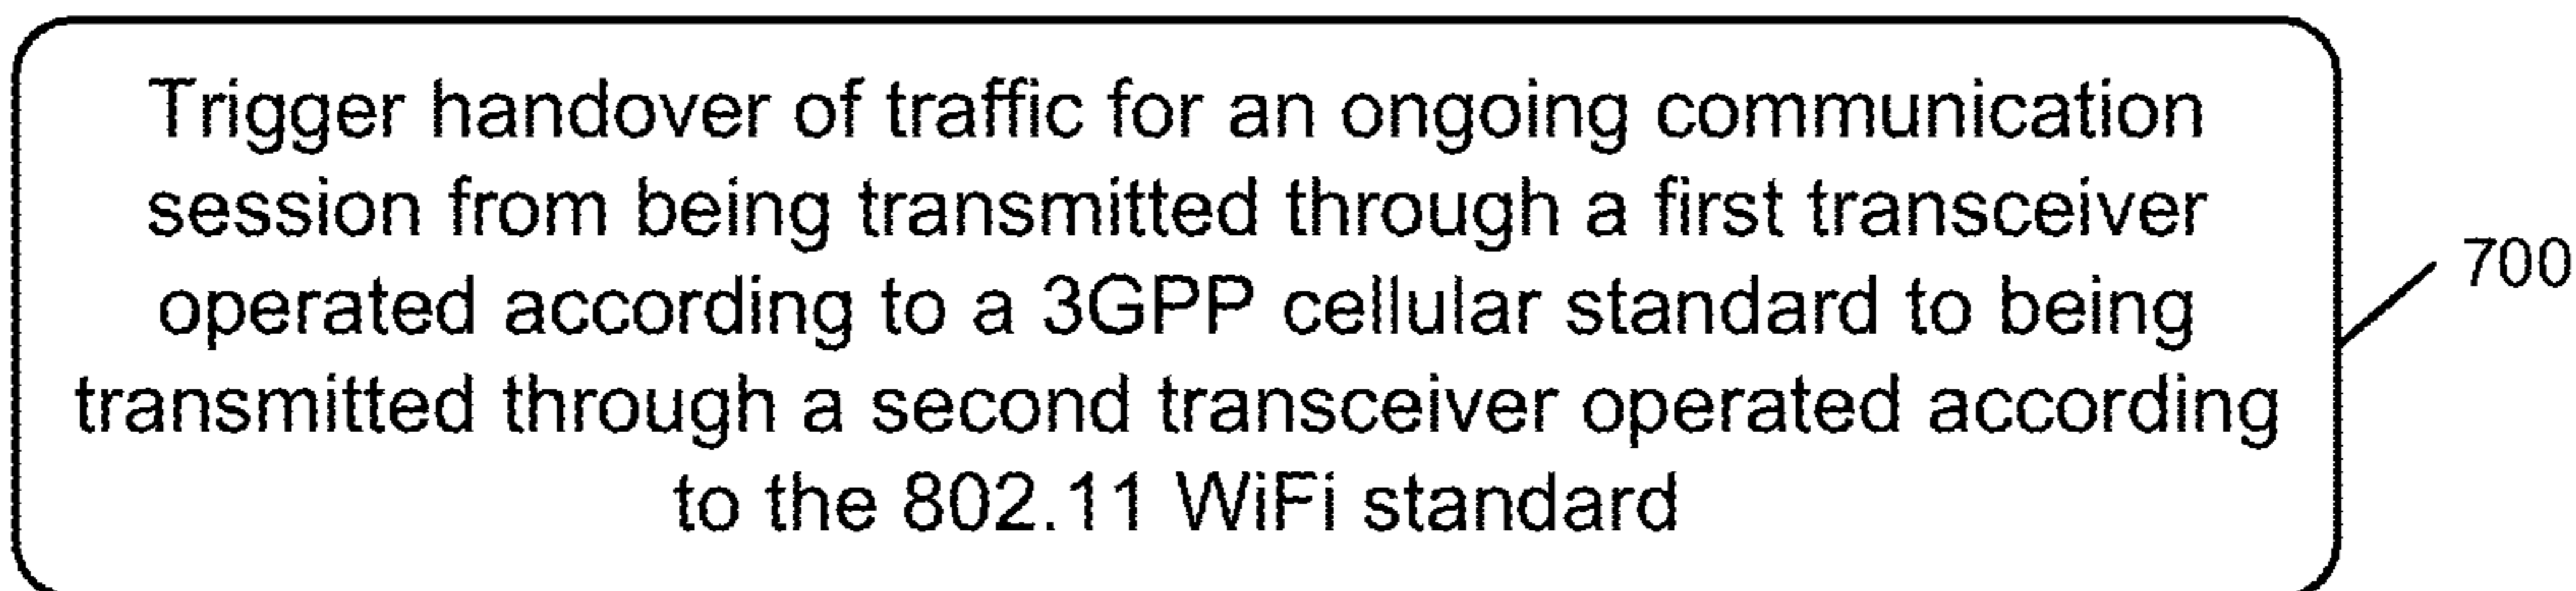 Trigger handover of traffic for an ongoing communication
session from being transmitted through a first transceiver
operated according to a 3GPP cellular standard to being
transmitted through a second transceiver operated according
to the 802.11 WiFi standard
700